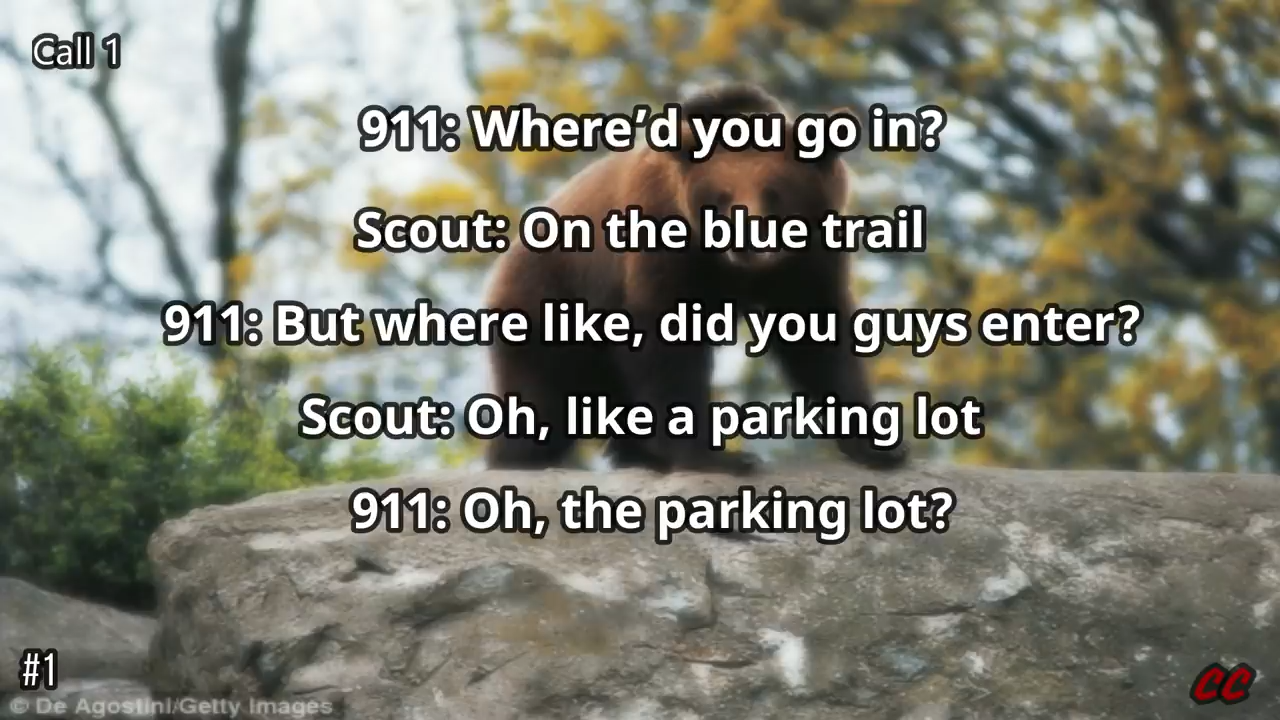 Call 1
911: Where’d you go in?
Scout: On the blue trail
911: But where like, did you guys enter?
Scout: Oh, like a parking lot
911: Oh, the parking lot?
#1
CC
© De Agostini/Getty Images